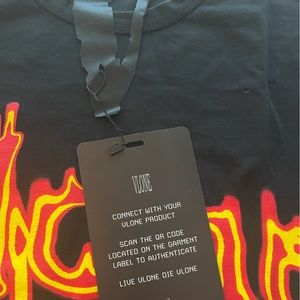 VLONE
CONNECT WITH YOUR
VLONE PRODUCT
SCAN THE QR CODE
LOCATED ON THE GARMENT
LABEL TO AUTHENTICATE
LIVE VLONE DIE VLONE